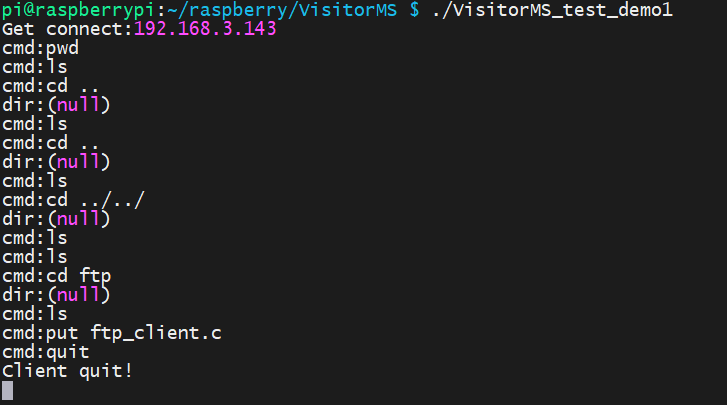 pi@raspberrypi:~/raspberry/VisitorMS $ ./VisitorMS_test_demo1
Get connect:192.168.3.143
cmd:pwd
cmd:ls
cmd:cd ..
dir:(null)
cmd:ls
cmd:cd ..
dir:(null)
cmd:ls
cmd:cd ../../
dir:(null)
cmd:ls
cmd:ls
cmd:cd ftp
dir:(null)
cmd:ls
cmd:put ftp_client.c
cmd:quit
Client quit!